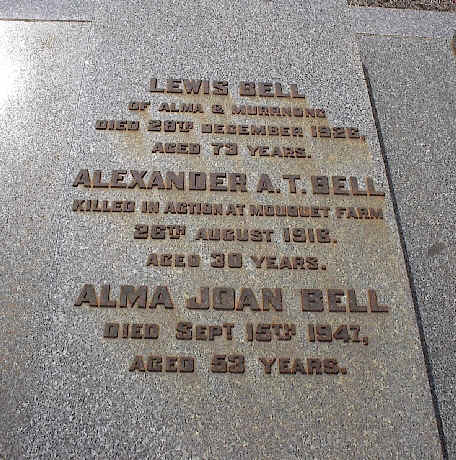 LEWIS BELL
OF ALMA & MURRNONG
DIED 28TH DECEMBER 1926,
AGED 73 YEARS.
ALEXANDER A.T. BELL
KILLED IN ACTION AT MOUQUET FARM
26TH AUGUST 1916.
AGED 30 YEARS.
ALMA JOAN BELL
DIED SEPT 15TH 1947,
AGED 53 YEARS.